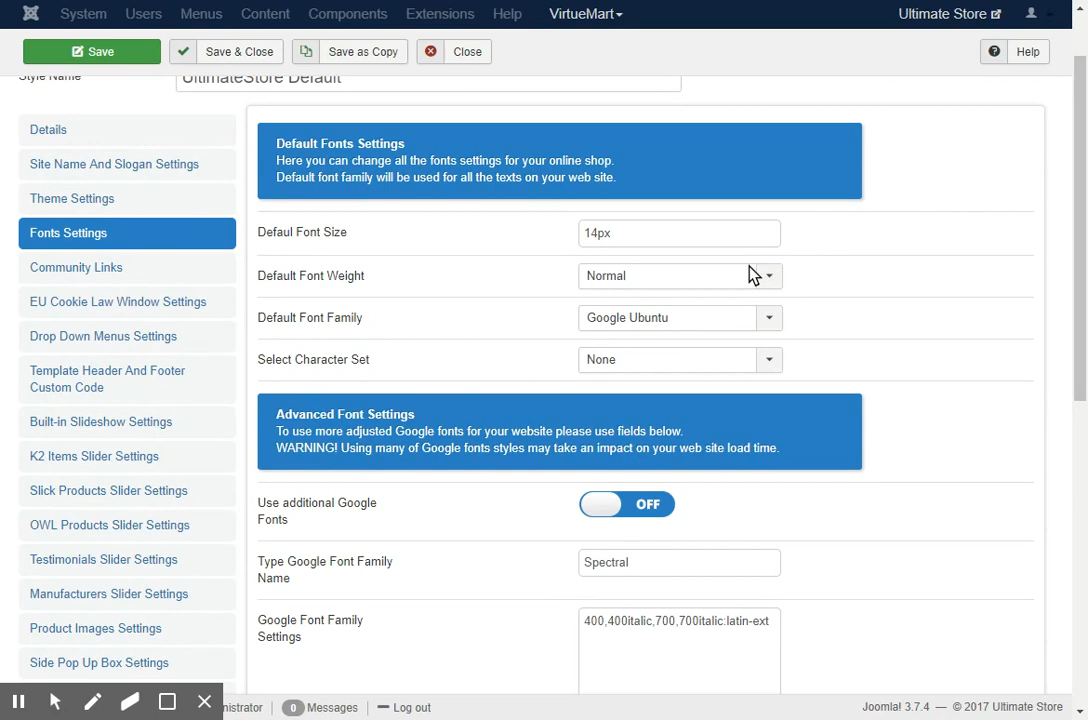 System Users Menus Content Components Extensions Help VirtueMart Ultimate Store
Save Save & Close Save as Copy Close Help
Style Name UltimateStore Default
Details
Site Name And Slogan Settings
Theme Settings
Fonts Settings
Community Links
EU Cookie Law Window Settings
Drop Down Menus Settings
Template Header And Footer
Custom Code
Built-in Slideshow Settings
K2 Items Slider Settings
Slick Products Slider Settings
OWL Products Slider Settings
Testimonials Slider Settings
Manufacturers Slider Settings
Product Images Settings
Side Pop Up Box Settings
Default Fonts Settings
Here you can change all the fonts settings for your online shop.
Default font family will be used for all the texts on your web site.
Defaul Font Size 14px
Default Font Weight Normal
Default Font Family Google Ubuntu
Select Character Set None
Advanced Font Settings
To use more adjusted Google fonts for your website please use fields below.
WARNING! Using many of Google fonts styles may take an impact on your web site load time.
Use additional Google
Fonts
OFF
Type Google Font Family
Name
Spectral
Google Font Family
Settings
400,400italic,700,700italic:latin-ext
0 Messages Log out Joomla! 3.7.4 — © 2017 Ultimate Store